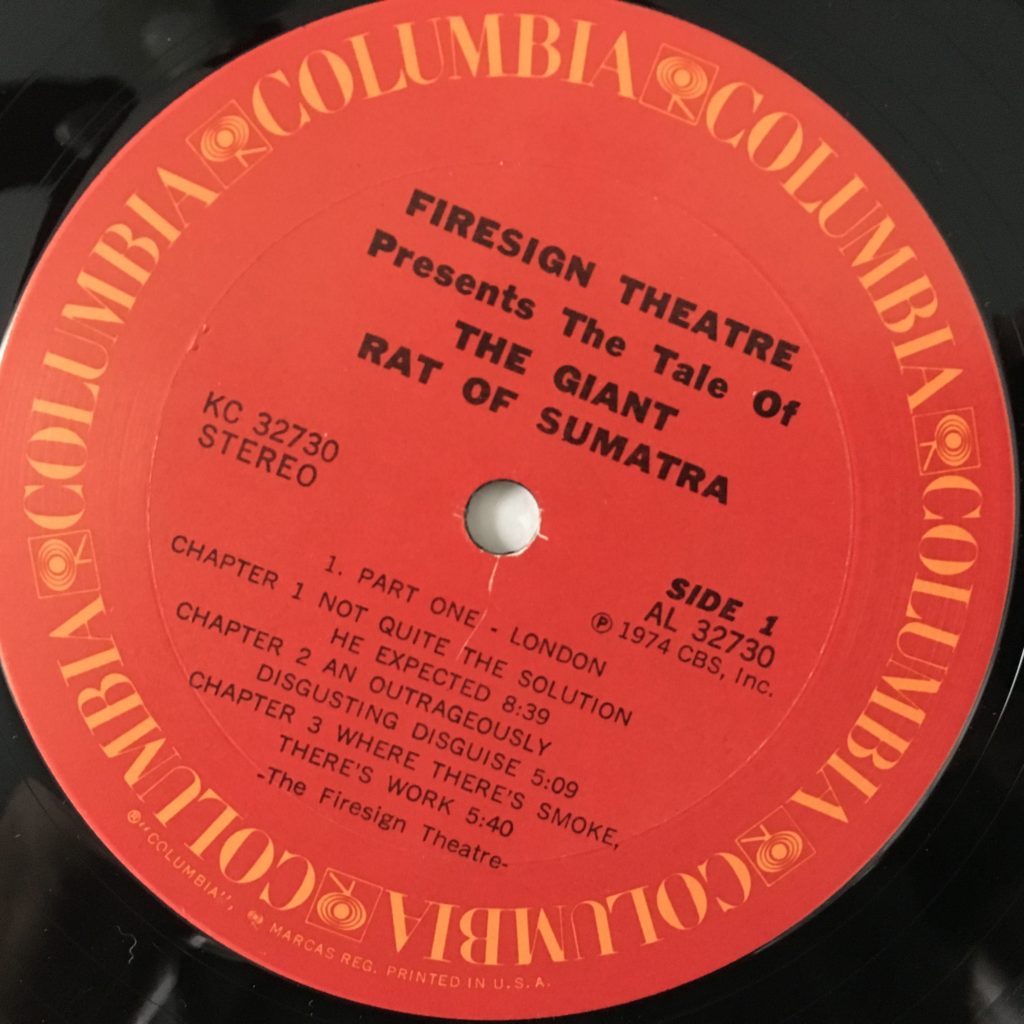 COLUMBIA COLUMBIA COLUMBIA COLUMBIA COLUMBIA COLUMBIA
FIRESIGN THEATRE
Presents The Tale Of
THE GIANT
RAT OF SUMATRA
KC 32730
STEREO
SIDE 1
AL 32730
℗ 1974 CBS, Inc.
1. PART ONE - LONDON
CHAPTER 1 NOT QUITE THE SOLUTION
HE EXPECTED 8:39
CHAPTER 2 AN OUTRAGEOUSLY
DISGUSTING DISGUISE 5:09
CHAPTER 3 WHERE THERE'S SMOKE,
THERE'S WORK 5:40
-The Firesign Theatre-
®"COLUMBIA", MARCAS REG. PRINTED IN U.S.A.